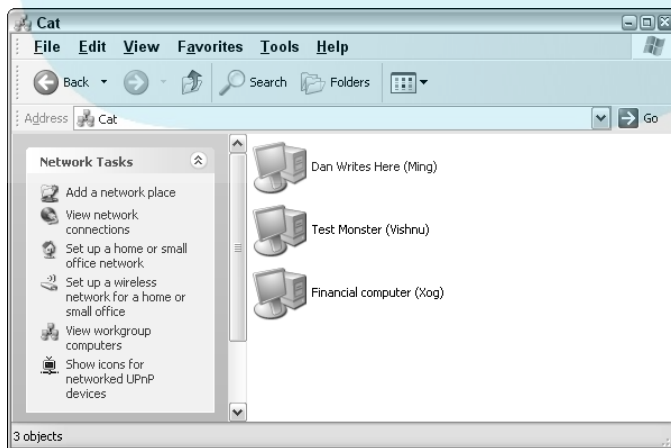 Cat
File Edit View Favorites Tools Help
Back Search Folders
Address Cat Go
Network Tasks
Add a network place
View network
connections
Set up a home or small
office network
Set up a wireless
network for a home or
small office
View workgroup
computers
Show icons for
networked UPnP
devices
Dan Writes Here (Ming)
Test Monster (Vishnu)
Financial computer (Xog)
3 objects